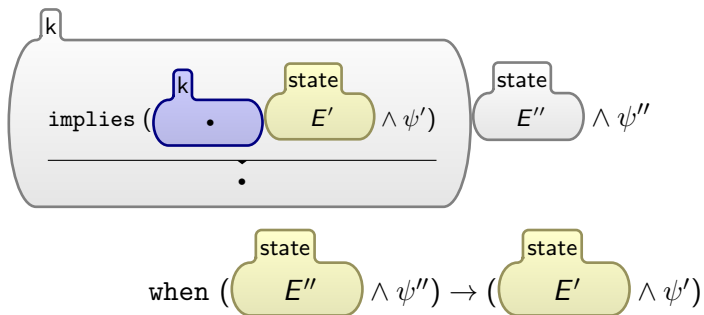 k
k state state
implies ( · E′ ∧ ψ′) E″ ∧ ψ″
·
state state
when ( E″ ∧ ψ″) → ( E′ ∧ ψ′)